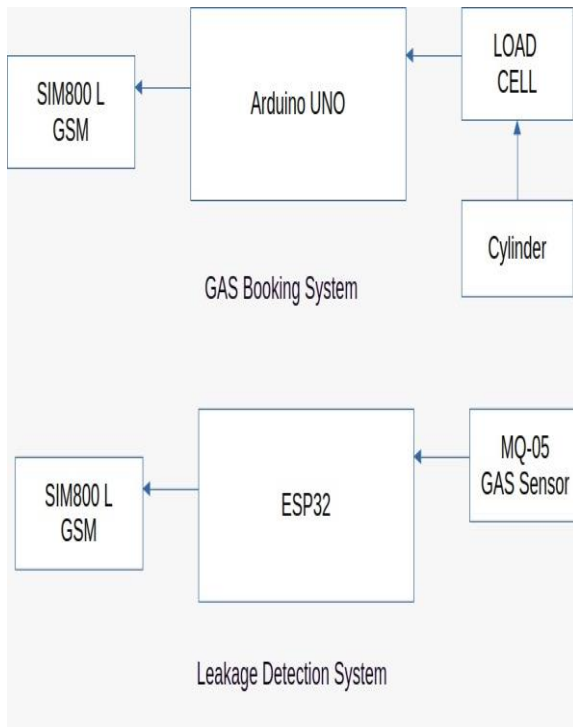 SIM800 L
GSM
Arduino UNO
LOAD
CELL
Cylinder
GAS Booking System
SIM800 L
GSM
ESP32
MQ-05
GAS Sensor
Leakage Detection System